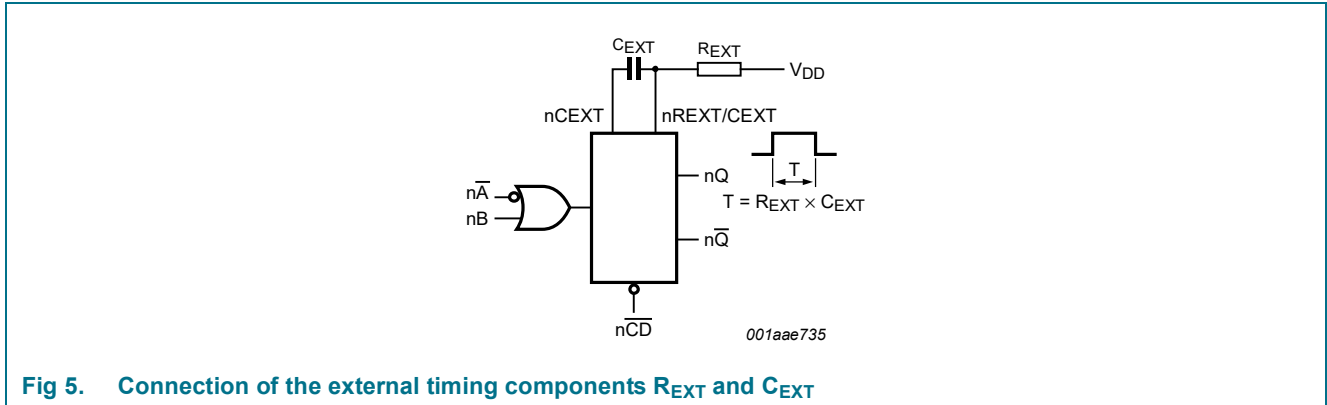 CEXT
REXT
VDD
nCEXT
nREXT/CEXT
nA̅
nB
nQ
nQ̅
T
T = REXT × CEXT
nC̅D̅
001aae735
Fig 5. Connection of the external timing components REXT and CEXT